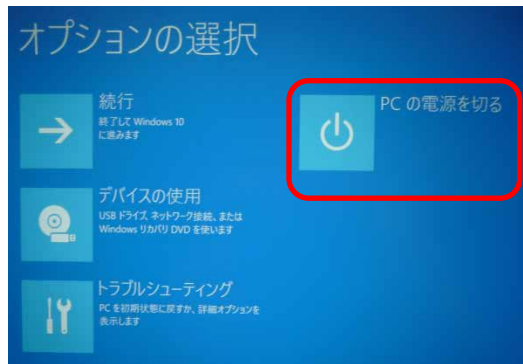 オプションの選択
続行
終了して Windows 10
に進みます
PC の電源を切る
デバイスの使用
USB ドライブ、ネットワーク接続、または
Windows リカバリ DVD を使います
トラブルシューティング
PC を初期状態に戻すか、詳細オプションを
表示します